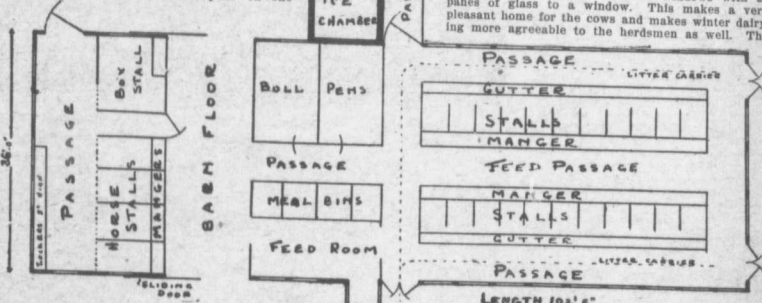 panes of glass to a window. This makes a very
pleasant home for the cows and makes winter dairy-
ing more agreeable to the herdsmen as well. Th
ICE
CHAMBER
PASSAGE
LITTER CARRIER
GUTTER
STALLS
MANGER
FEED PASSAGE
MANGER
STALLS
GUTTER
LITTER CARRIER
PASSAGE
LENGTH 102'6"
BOX
STALL
PASSAGE
HORSE
STALLS
MANGERS
BARN FLOOR
BULL PENS
PASSAGE
MEAL BINS
FEED ROOM
SLIDING
DOOR